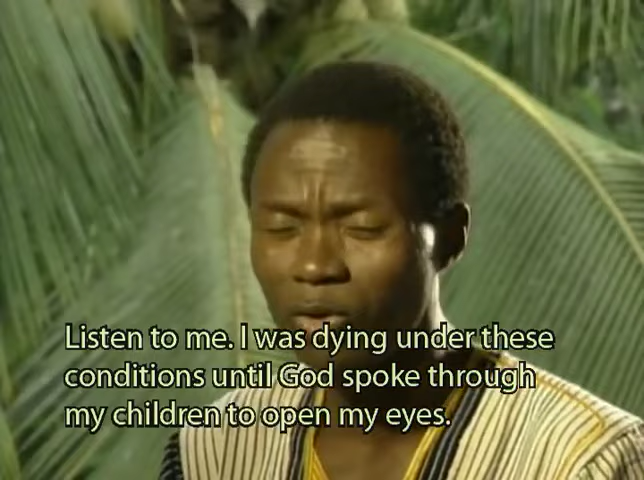 Listen to me. I was dying under these
conditions until God spoke through
my children to open my eyes.